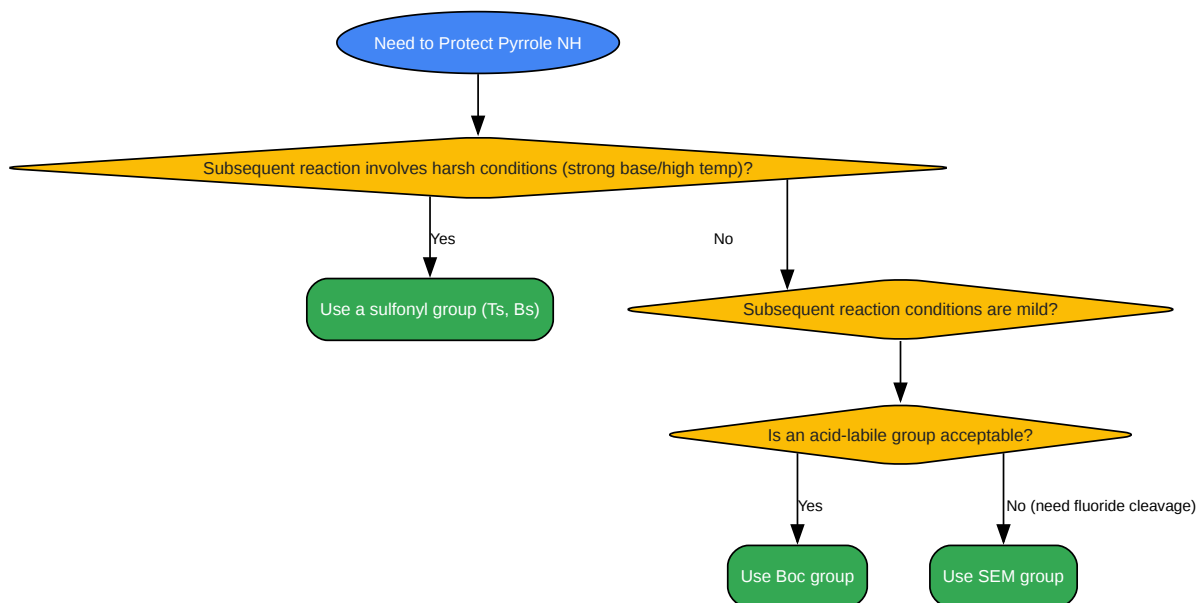 Need to Protect Pyrrole NH
Subsequent reaction involves harsh conditions (strong base/high temp)?
Yes
No
Use a sulfonyl group (Ts, Bs)
Subsequent reaction conditions are mild?
Is an acid-labile group acceptable?
Yes
No (need fluoride cleavage)
Use Boc group
Use SEM group